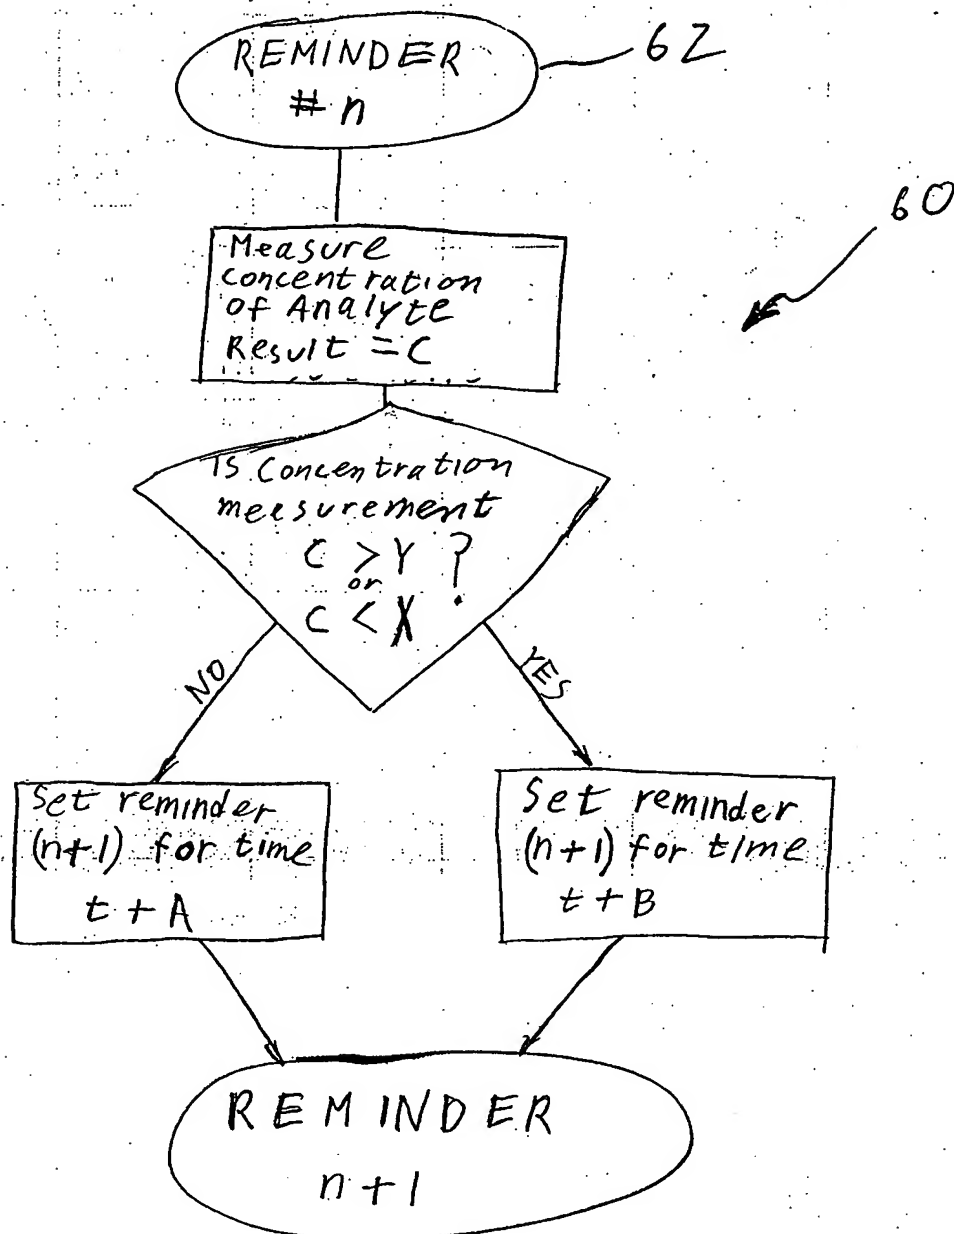 REMINDER
# n
62
60
Measure
concentration
of Analyte
Result = C
Is Concentration
meesurement
C > Y ?
or
C < X
NO
YES
Set reminder
(n+1) for time
t + A
Set reminder
(n+1) for time
t + B
REMINDER
n + 1